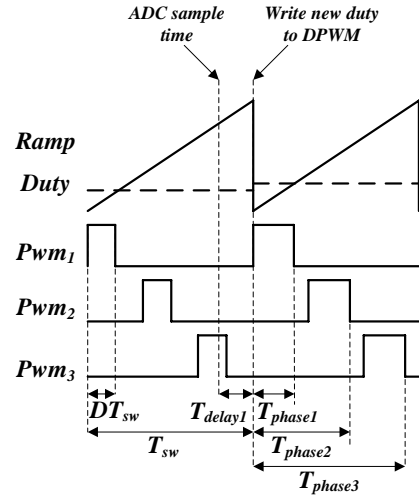 ADC sample
time
Write new duty
to DPWM
Ramp
Duty
Pwm₁
Pwm₂
Pwm₃
DTsw
Tdelay1
Tphase1
Tsw
Tphase2
Tphase3